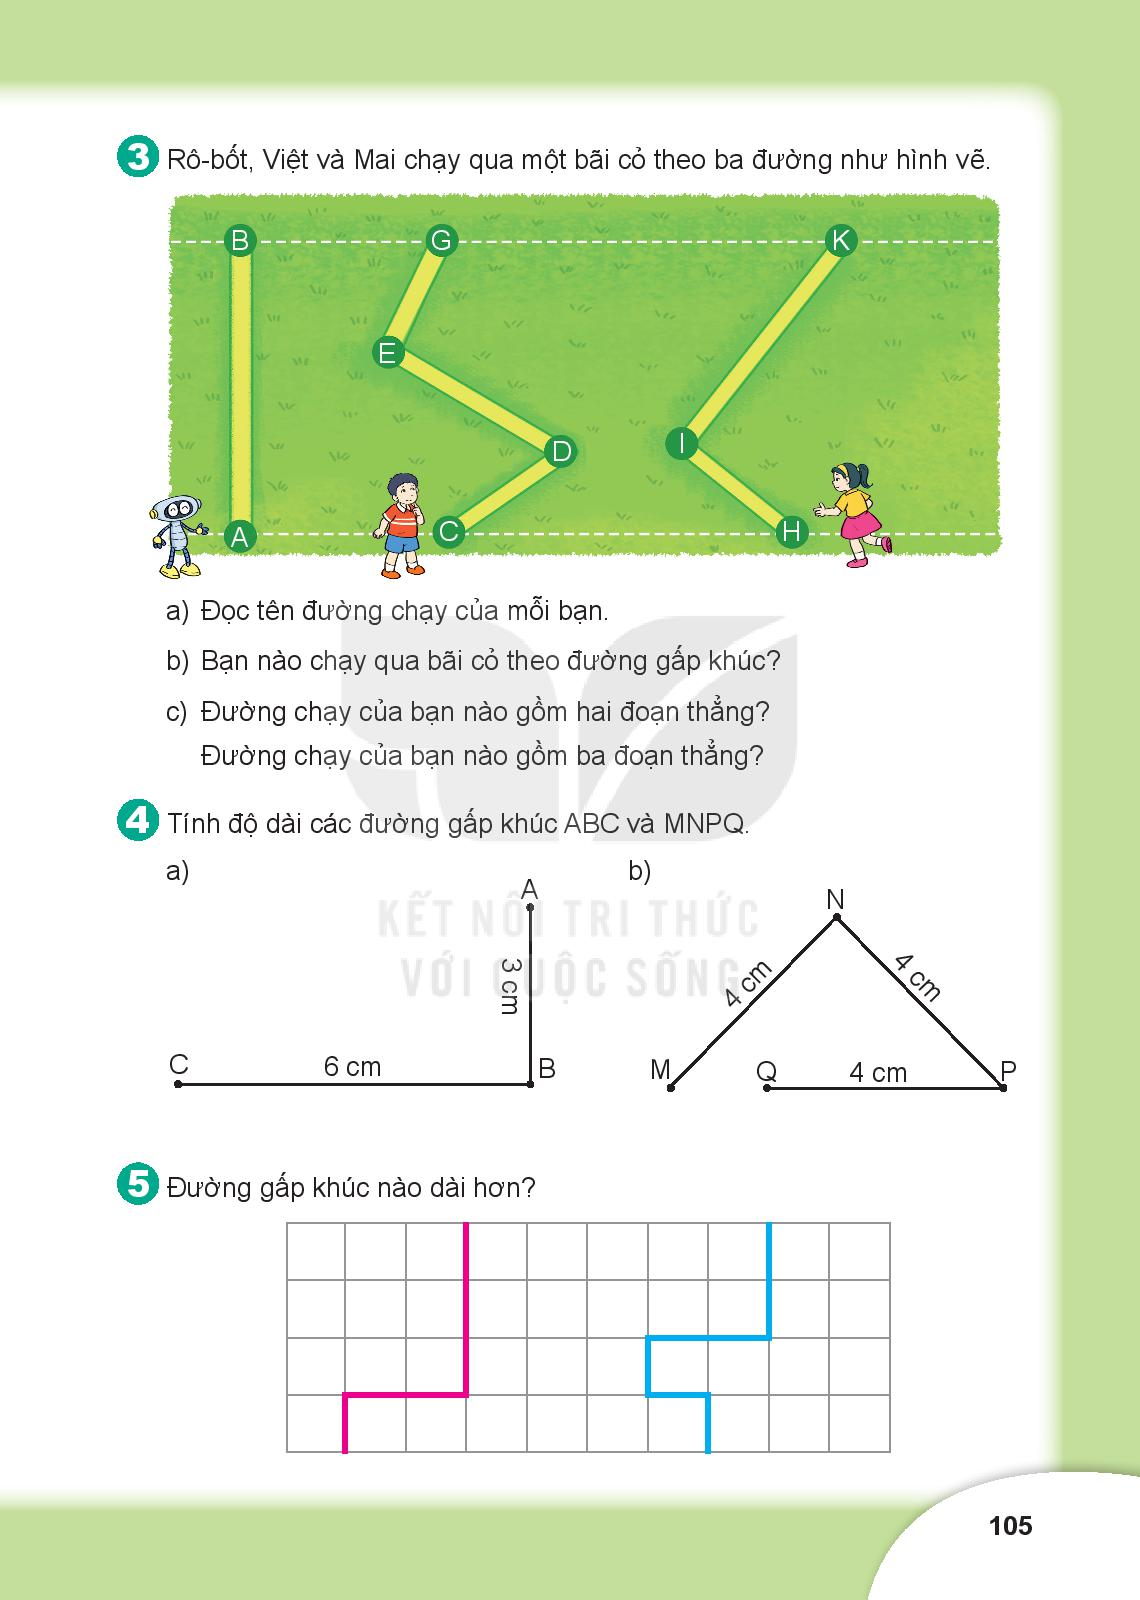 3 Rô-bốt, Việt và Mai chạy qua một bãi cỏ theo ba đường như hình vẽ.
B G K
E
D I
A C H
a) Đọc tên đường chạy của mỗi bạn.
b) Bạn nào chạy qua bãi cỏ theo đường gấp khúc?
c) Đường chạy của bạn nào gồm hai đoạn thẳng?
Đường chạy của bạn nào gồm ba đoạn thẳng?
4 Tính độ dài các đường gấp khúc ABC và MNPQ.
a)
A
3 cm
C 6 cm B
b)
N
4 cm 4 cm
M Q 4 cm P
KẾT NỐI TRI THỨC
VỚI CUỘC SỐNG
5 Đường gấp khúc nào dài hơn?
105